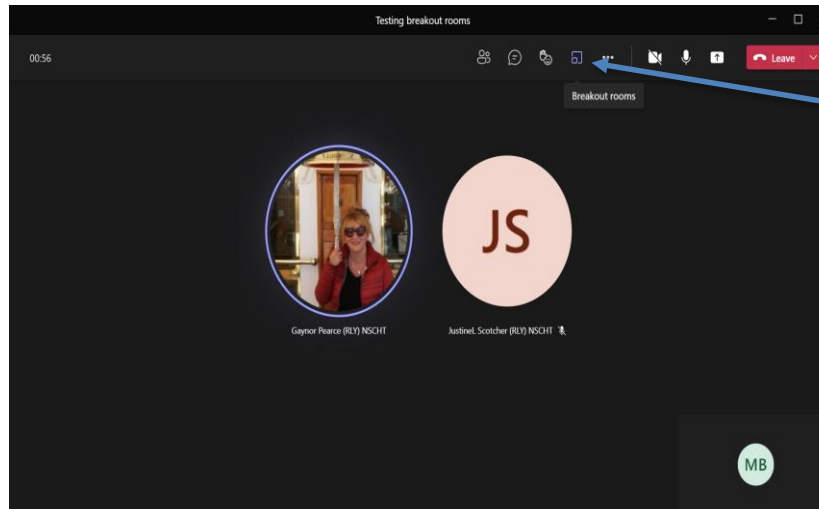 Testing breakout rooms
00:56
Leave
Breakout rooms
JS
Gaynor Pearce (RLY) NSCHT
JustineL Scotcher (RLY) NSCHT
MB